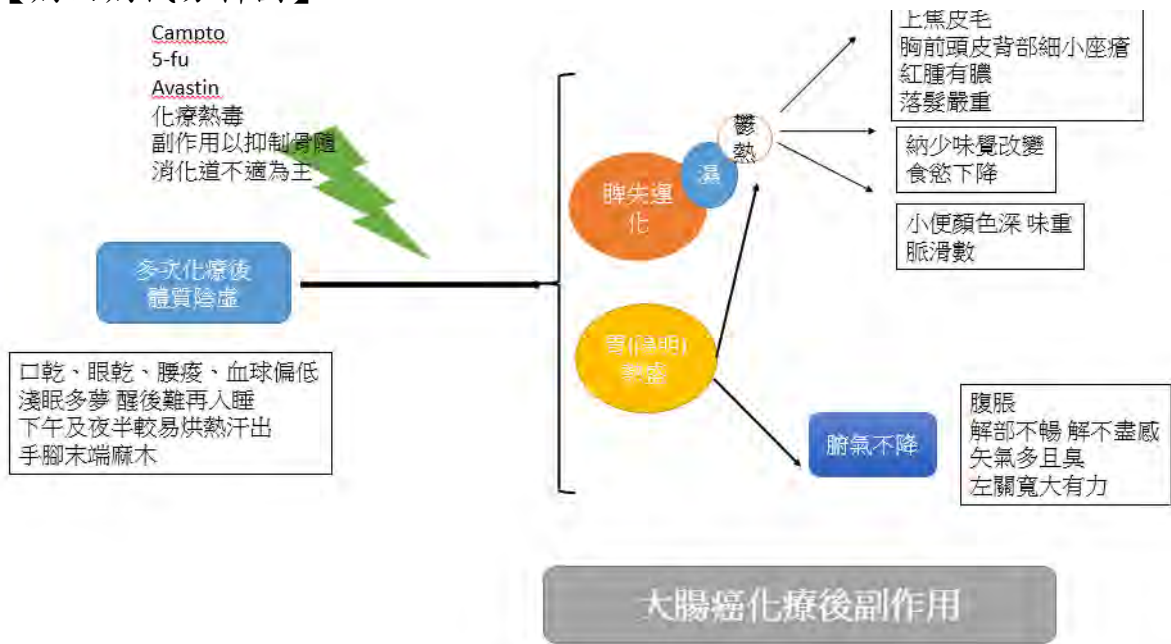 Campto
5-fu
Avastin
化療熱毒
副作用以抑制骨隨
消化道不適為主
多次化療後
體質陰虛
口乾、眼乾、腰痠、血球偏低
淺眠多夢 醒後難再入睡
下午及夜半較易烘熱汗出
手腳末端麻木
脾失運
化
濕
鬱
熱
上焦皮毛
胸前頭皮背部細小座瘡
紅腫有膿
落髮嚴重
納少味覺改變
食慾下降
小便顏色深 味重
脈滑數
胃(陽明)
腑氣不降
腹脹
解部不暢 解不盡感
矢氣多且臭
左關寬大有力
大腸癌化療後副作用